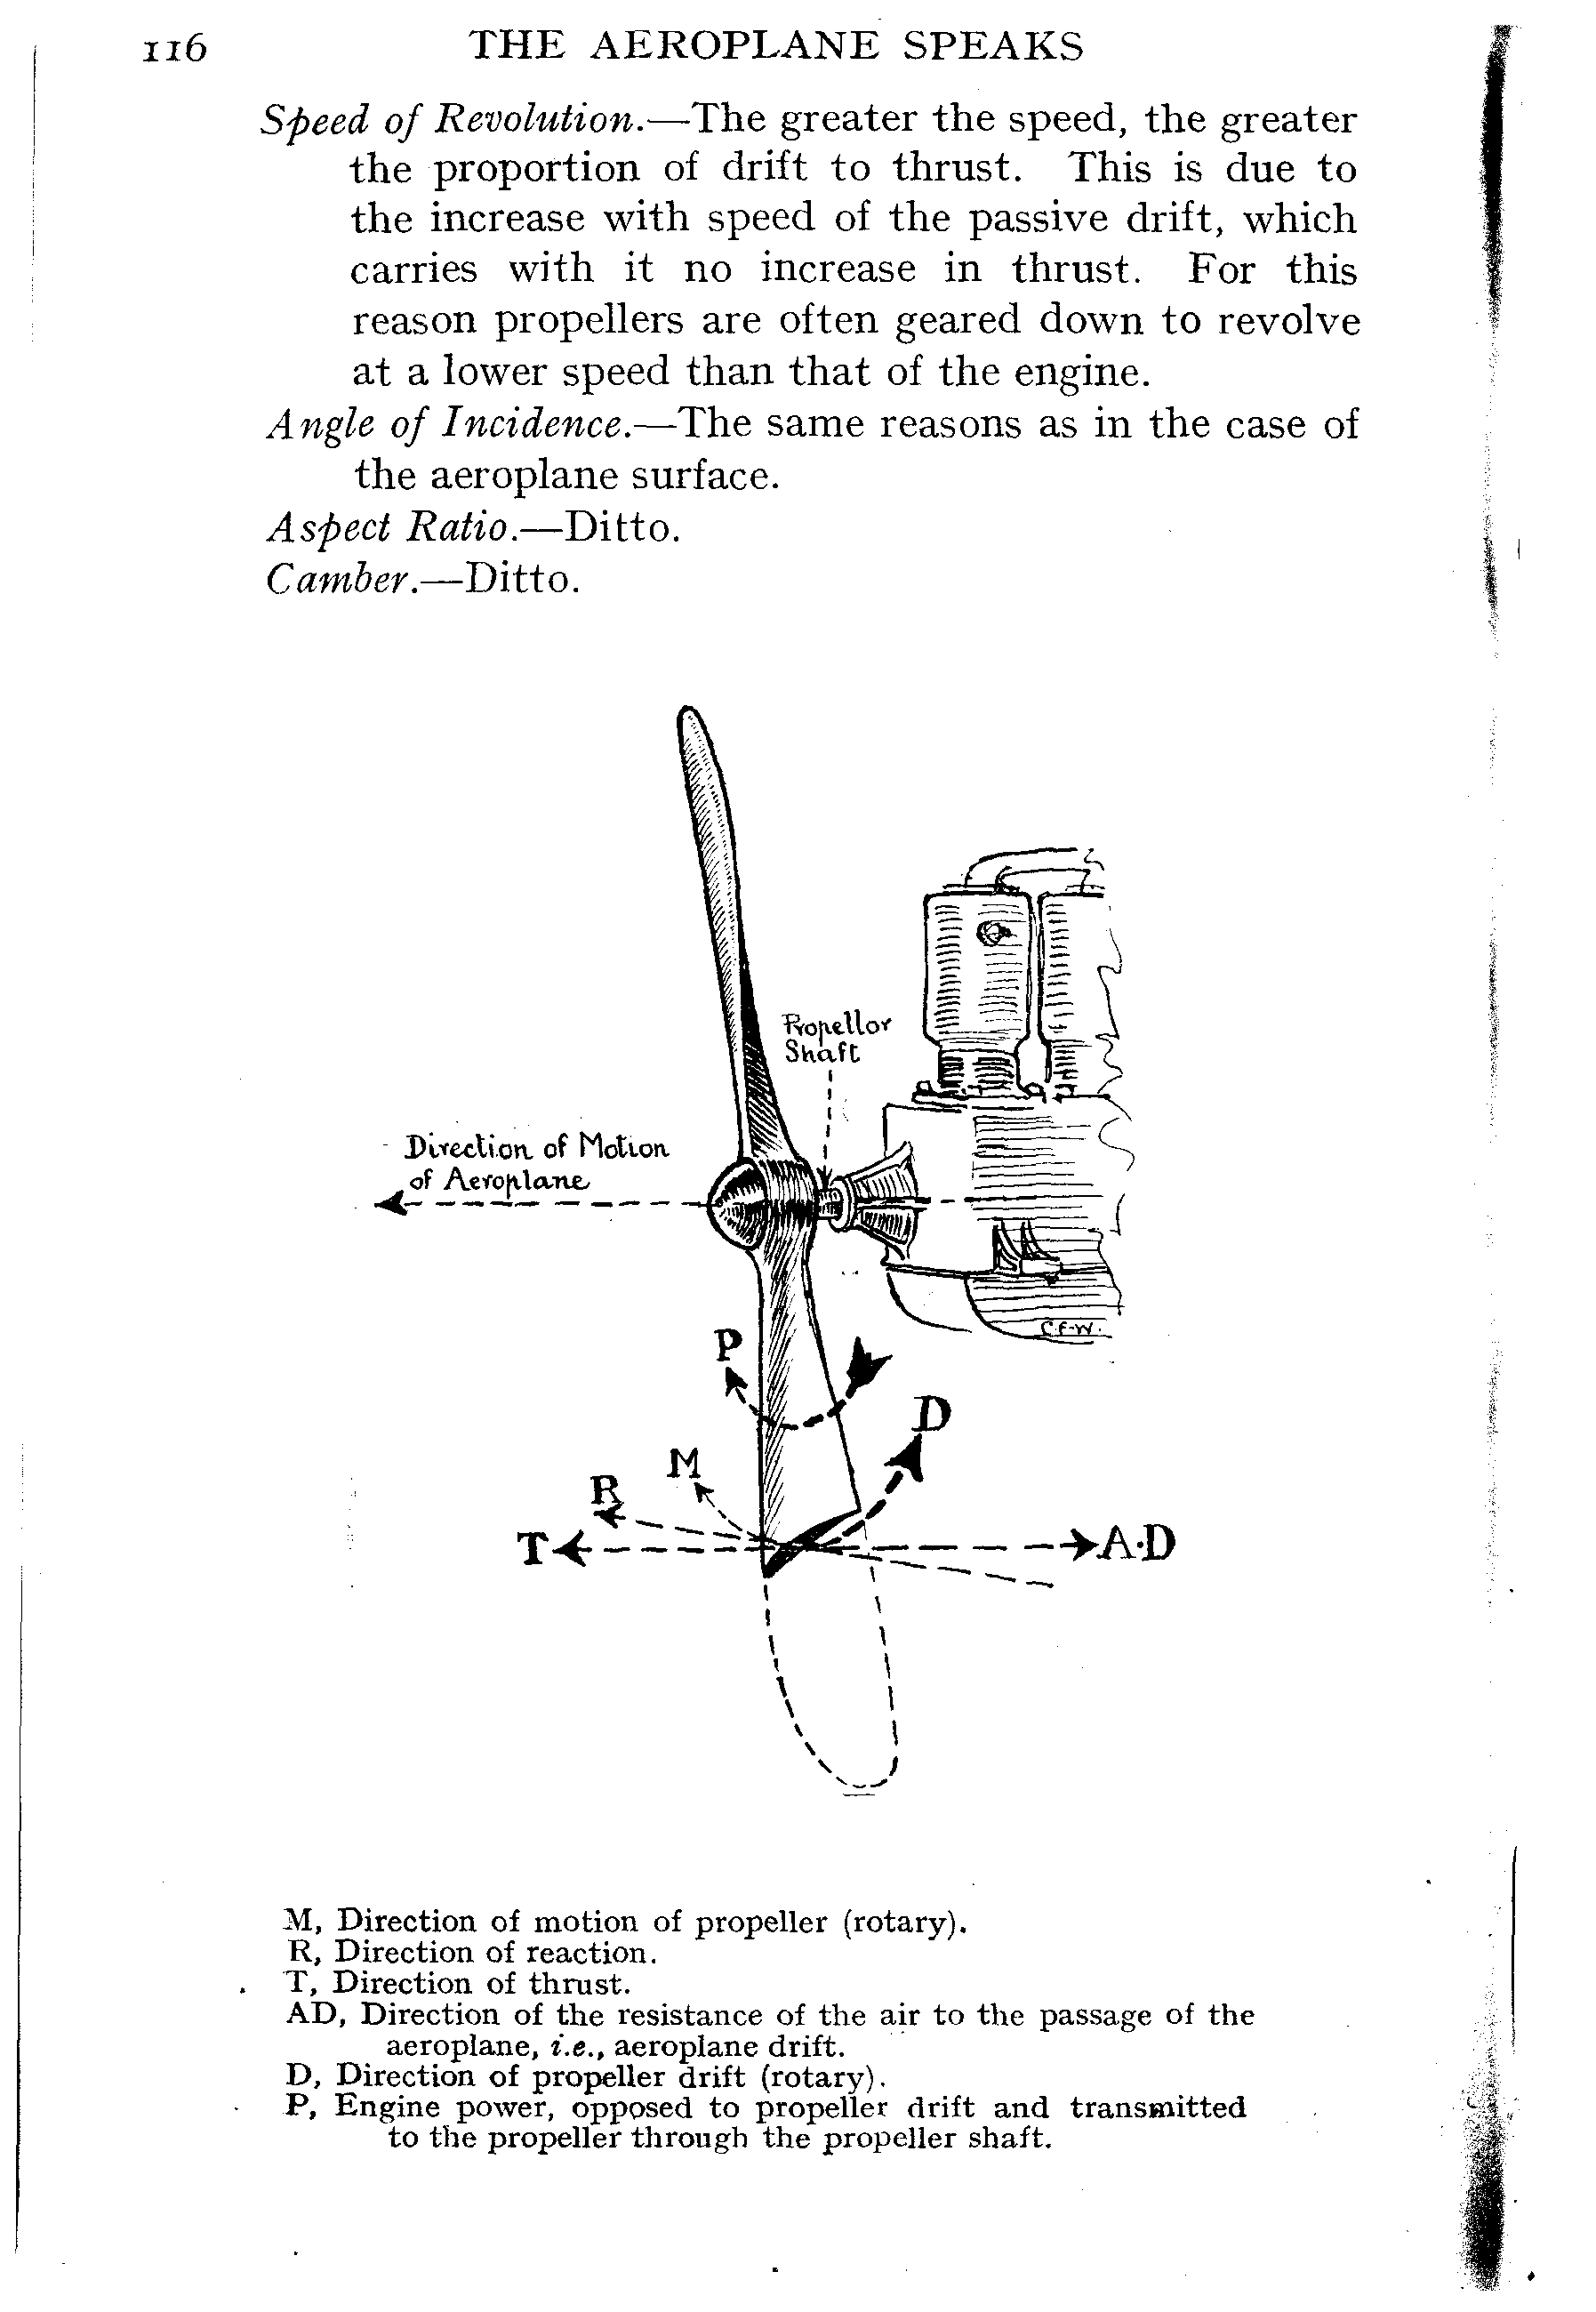 116 THE AEROPLANE SPEAKS
Speed of Revolution.—The greater the speed, the greater
the proportion of drift to thrust. This is due to
the increase with speed of the passive drift, which
carries with it no increase in thrust. For this
reason propellers are often geared down to revolve
at a lower speed than that of the engine.
Angle of Incidence.—The same reasons as in the case of
the aeroplane surface.
Aspect Ratio.—Ditto.
Camber.—Ditto.
Propellor
Shaft
Direction of Motion
of Aeroplane
C.F.W.
P
D
M
R
T
A·D
M, Direction of motion of propeller (rotary).
R, Direction of reaction.
T, Direction of thrust.
AD, Direction of the resistance of the air to the passage of the
aeroplane, i.e., aeroplane drift.
D, Direction of propeller drift (rotary).
P, Engine power, opposed to propeller drift and transmitted
to the propeller through the propeller shaft.